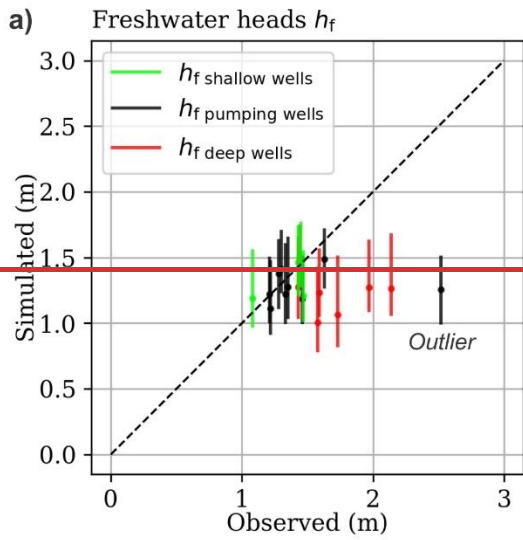 a) Freshwater heads hf
hf shallow wells
hf pumping wells
hf deep wells
3.0
2.5
2.0
1.5
1.0
0.5
0.0
Simulated (m)
Outlier
0 1 2 3
Observed (m)